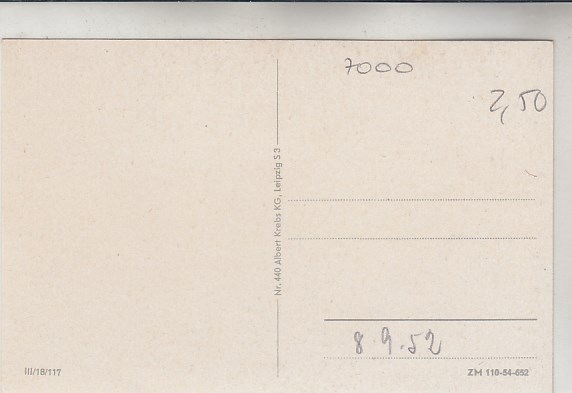 7000
2,50
Nr. 440 Albert Krebs KG, Leipzig S 3
8.9.52
III/18/117
ZM 110-54-652